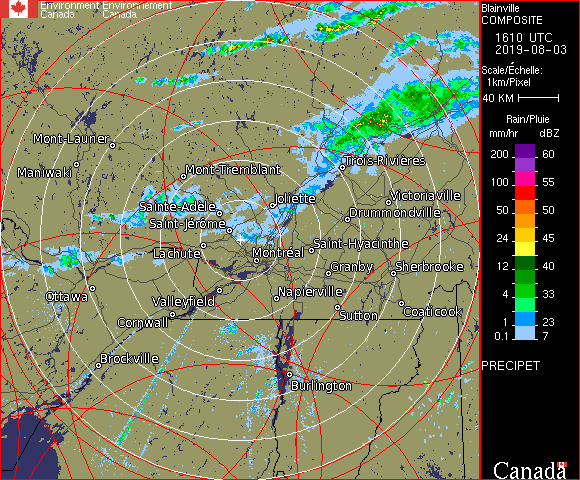 Environment Environnement
Canada Canada
Blainville
COMPOSITE
1610 UTC
2019-08-03
Scale/Échelle:
1km/Pixel
40 KM
Rain/Pluie
mm/hr dBZ
200 60
100 55
50 50
24 45
12 40
4 33
1 23
0.1 7
PRECIPET
Mont-Laurier
Maniwaki
Mont-Tremblant
Trois-Rivières
Sainte-Adèle
Joliette
Victoriaville
Drummondville
Saint-Jérôme
Lachute
Montréal
Saint-Hyacinthe
Granby
Sherbrooke
Ottawa
Valleyfield
Napierville
Cornwall
Sutton
Coaticook
Brockville
Burlington
Canada